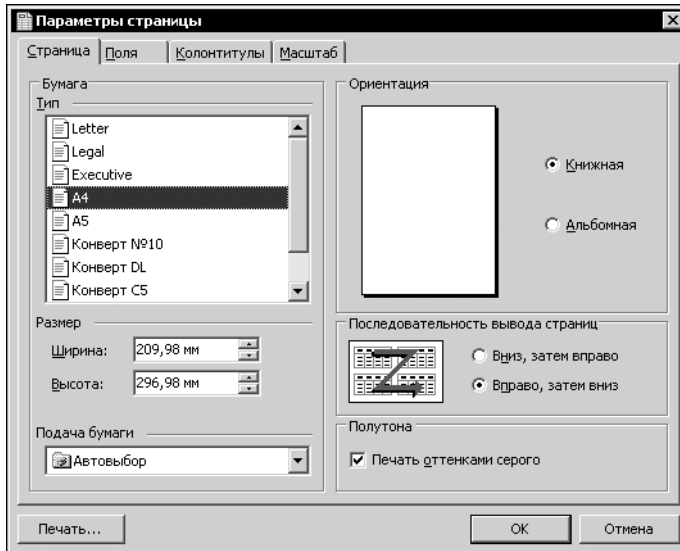 Параметры страницы
Страница Поля Колонтитулы Масштаб
Бумага
Тип
Letter
Legal
Executive
A4
A5
Конверт №10
Конверт DL
Конверт C5
Размер
Ширина: 209,98 мм
Высота: 296,98 мм
Подача бумаги
Автовыбор
Ориентация
Книжная
Альбомная
Последовательность вывода страниц
Вниз, затем вправо
Вправо, затем вниз
Полутона
Печать оттенками серого
Печать... OK Отмена